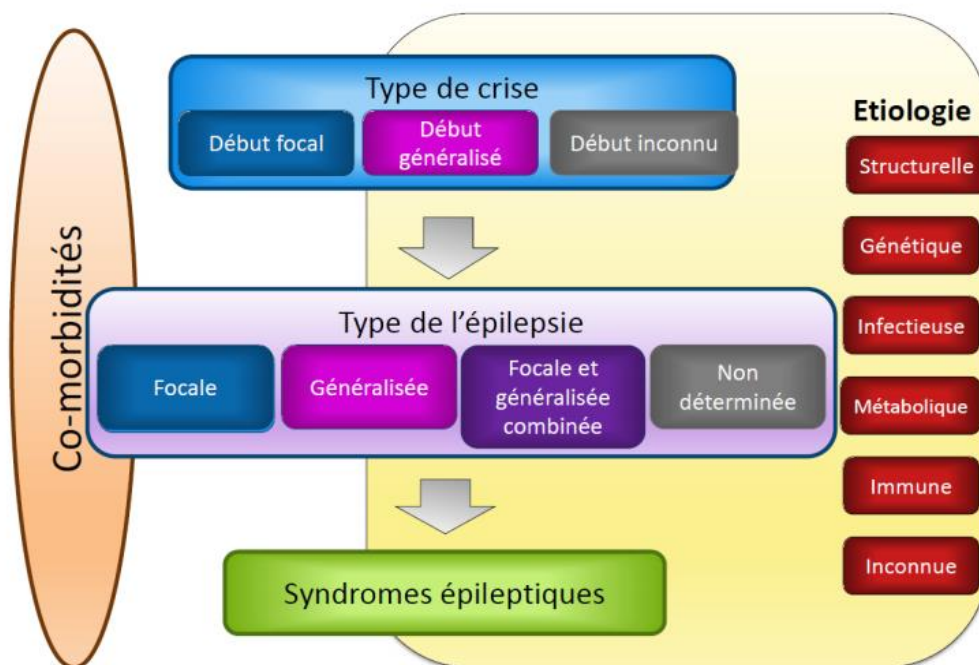 Co-morbidités
Type de crise
Début focal
Début
généralisé
Début inconnu
Type de l'épilepsie
Focale
Généralisée
Focale et
généralisée
combinée
Non
déterminée
Syndromes épileptiques
Etiologie
Structurelle
Génétique
Infectieuse
Métabolique
Immune
Inconnue